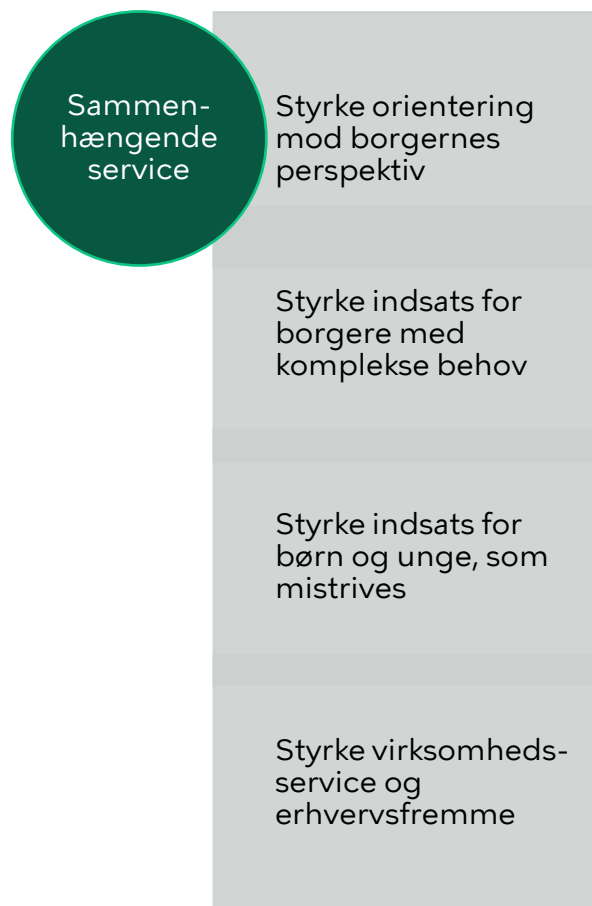 Sammen-
hængende
service
Styrke orientering
mod borgernes
perspektiv
Styrke indsats for
borgere med
komplekse behov
Styrke indsats for
børn og unge, som
mistrives
Styrke virksomheds-
service og
erhvervsfremme